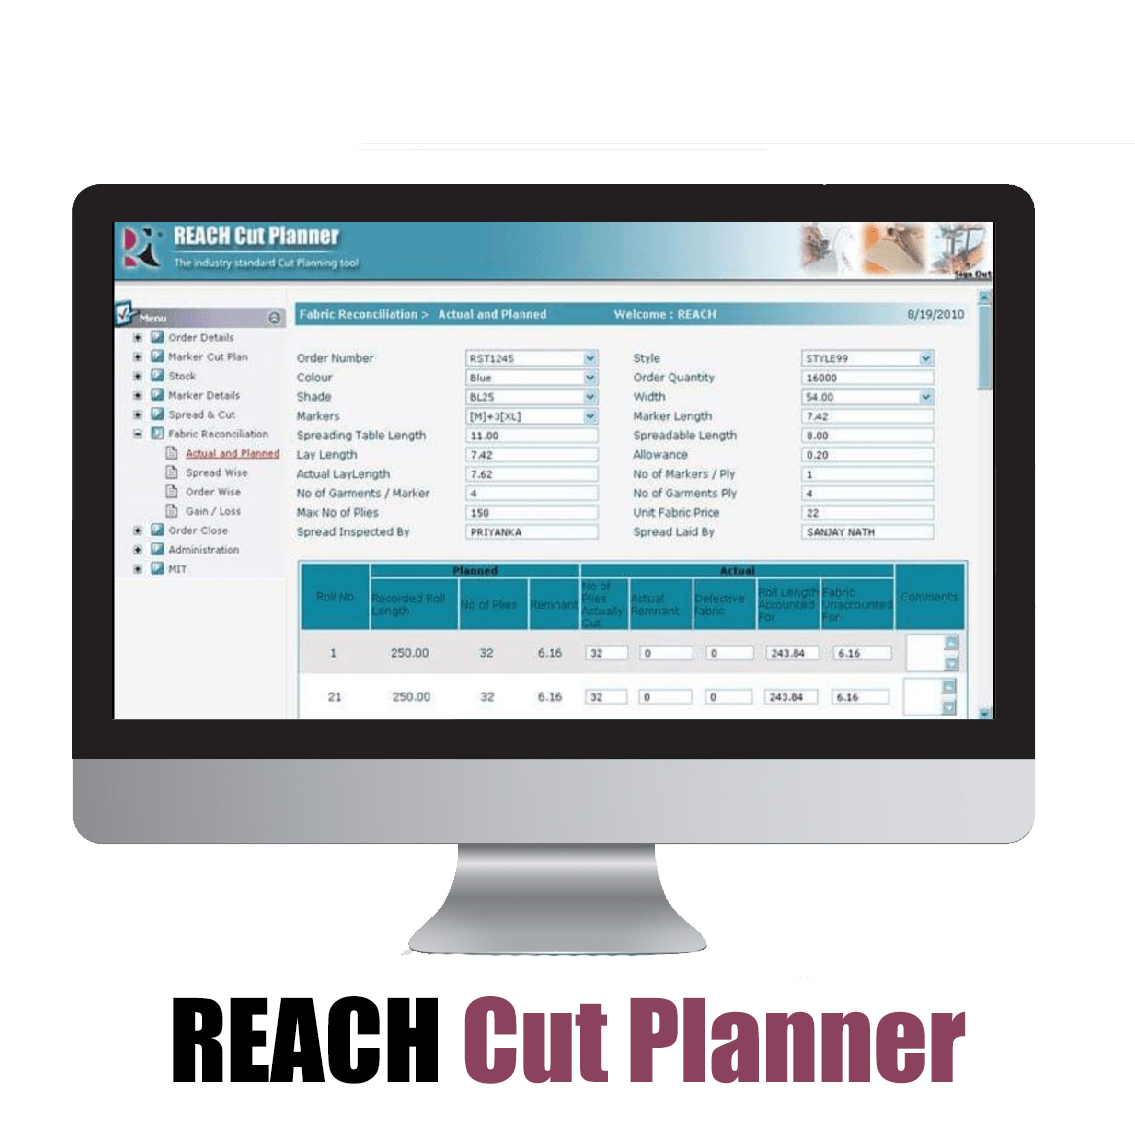 REACH Cut Planner
The industry standard Cut Planning tool
Sign Out
Menu
Order Details
Marker Cut Plan
Stock
Marker Details
Spread & Cut
Fabric Reconciliation
Actual and Planned
Spread Wise
Order Wise
Gain / Loss
Order Close
Administration
MIT
Fabric Reconciliation > Actual and Planned Welcome : REACH 8/19/2010
Order Number RST1245 Style STYLE99
Colour Blue Order Quantity 16000
Shade BL25 Width 54.00
Markers [M]+J[XL] Marker Length 7.42
Spreading Table Length 11.00 Spreadable Length 8.00
Lay Length 7.42 Allowance 0.20
Actual LayLength 7.62 No of Markers / Ply 1
No of Garments / Marker 4 No of Garments Ply 4
Max No of Plies 150 Unit Fabric Price 22
Spread Inspected By PRIYANKA Spread Laid By SANJAY NATH
Planned Actual
Roll No Recorded Roll Length No of Plies Remnant No of Plies Actually Cut Actual Remnant Defective Fabric Roll Length Accounted For Fabric Unaccounted For Comments
1 250.00 32 6.16 32 0 0 243.84 6.16
21 250.00 32 6.16 32 0 0 243.84 6.16
REACH Cut Planner